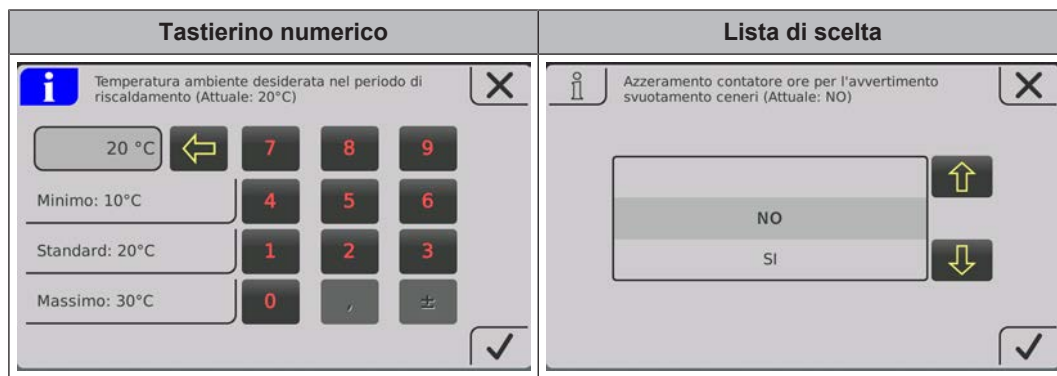 Tastierino numerico
Lista di scelta
i
Temperatura ambiente desiderata nel periodo di
riscaldamento (Attuale: 20°C)
20 °C
7 8 9
Minimo: 10°C
4 5 6
Standard: 20°C
1 2 3
Massimo: 30°C
0 , ±
i
Azzeramento contatore ore per l'avvertimento
svuotamento ceneri (Attuale: NO)
NO
SI